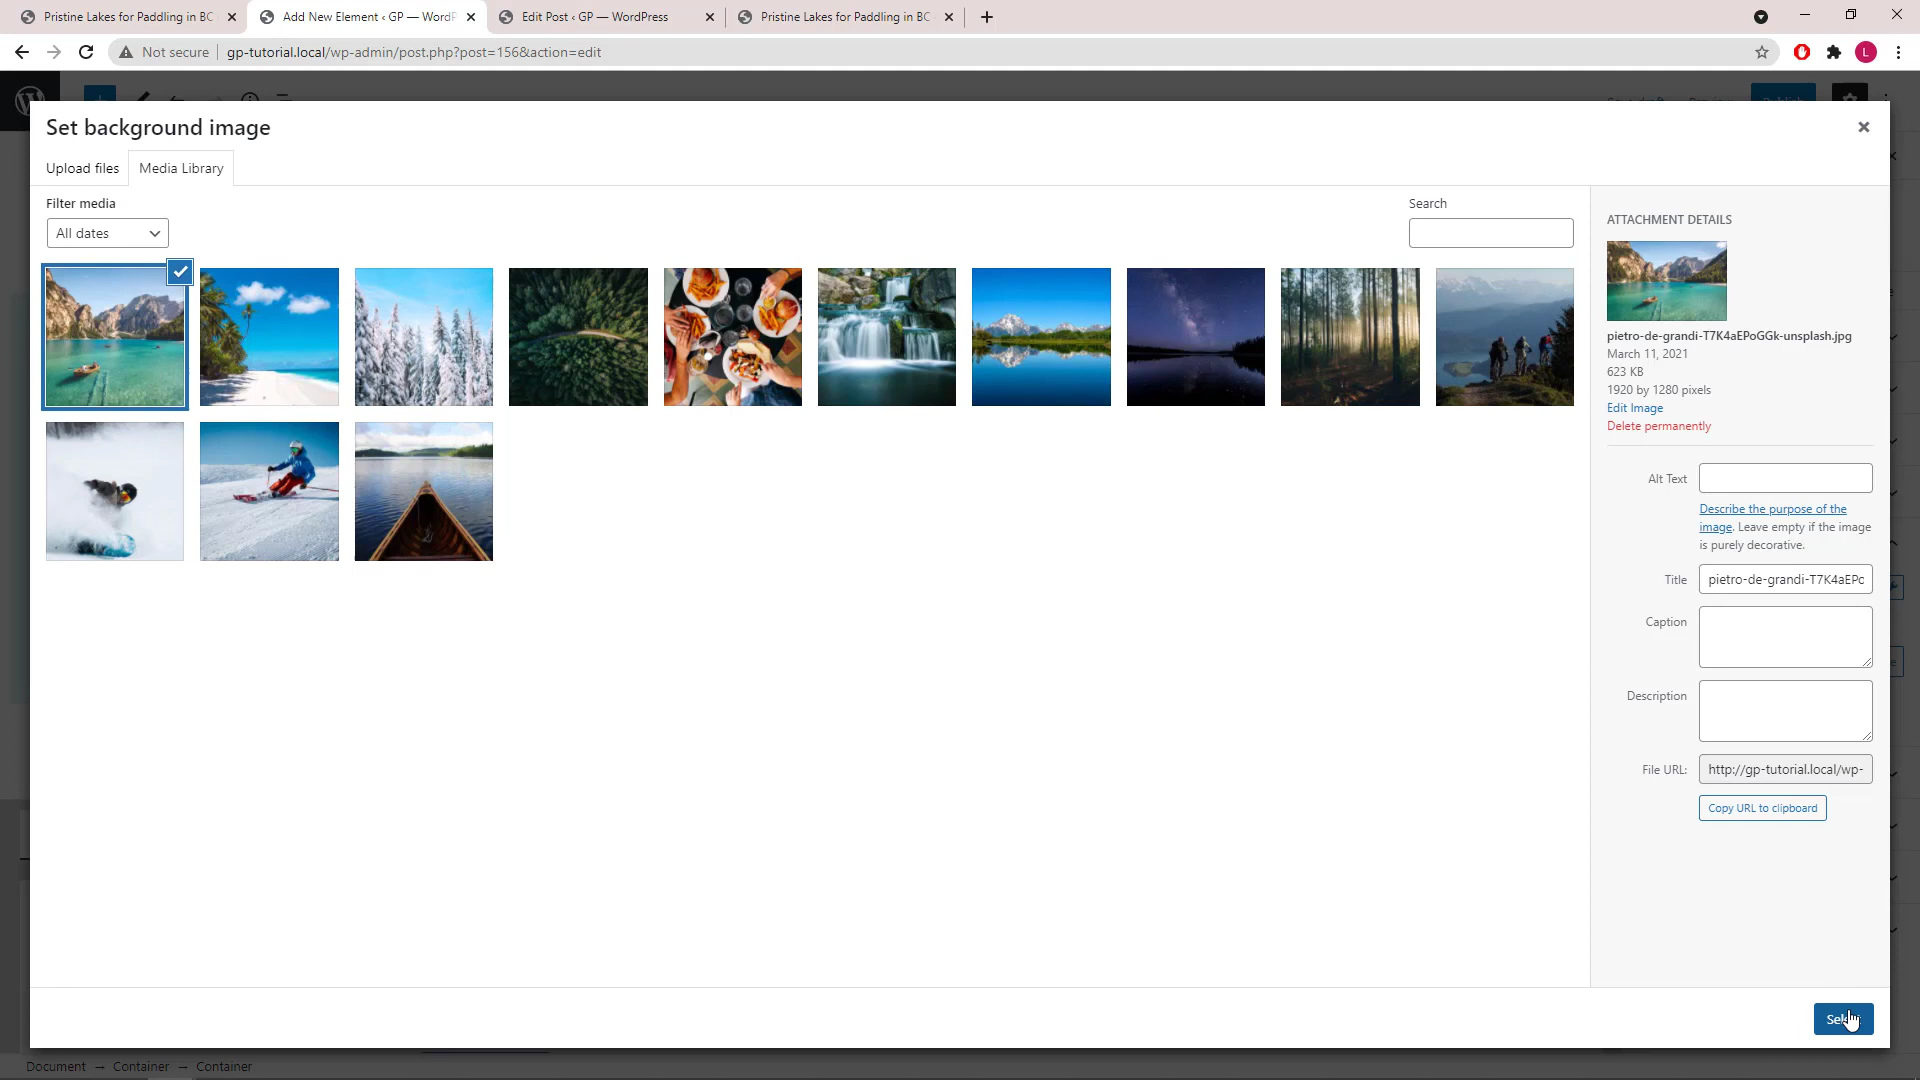 Pristine Lakes for Paddling in BC
Add New Element ‹ GP — WordP
Edit Post ‹ GP — WordPress
Pristine Lakes for Paddling in BC
Not secure
gp-tutorial.local/wp-admin/post.php?post=156&action=edit
L
Set background image
Upload files
Media Library
Filter media
All dates
Search
ATTACHMENT DETAILS
pietro-de-grandi-T7K4aEPoGGk-unsplash.jpg
March 11, 2021
623 KB
1920 by 1280 pixels
Edit Image
Delete permanently
Alt Text
Describe the purpose of the
image. Leave empty if the image
is purely decorative.
Title
pietro-de-grandi-T7K4aEPc
Caption
Description
File URL:
http://gp-tutorial.local/wp-
Copy URL to clipboard
Document → Container → Container